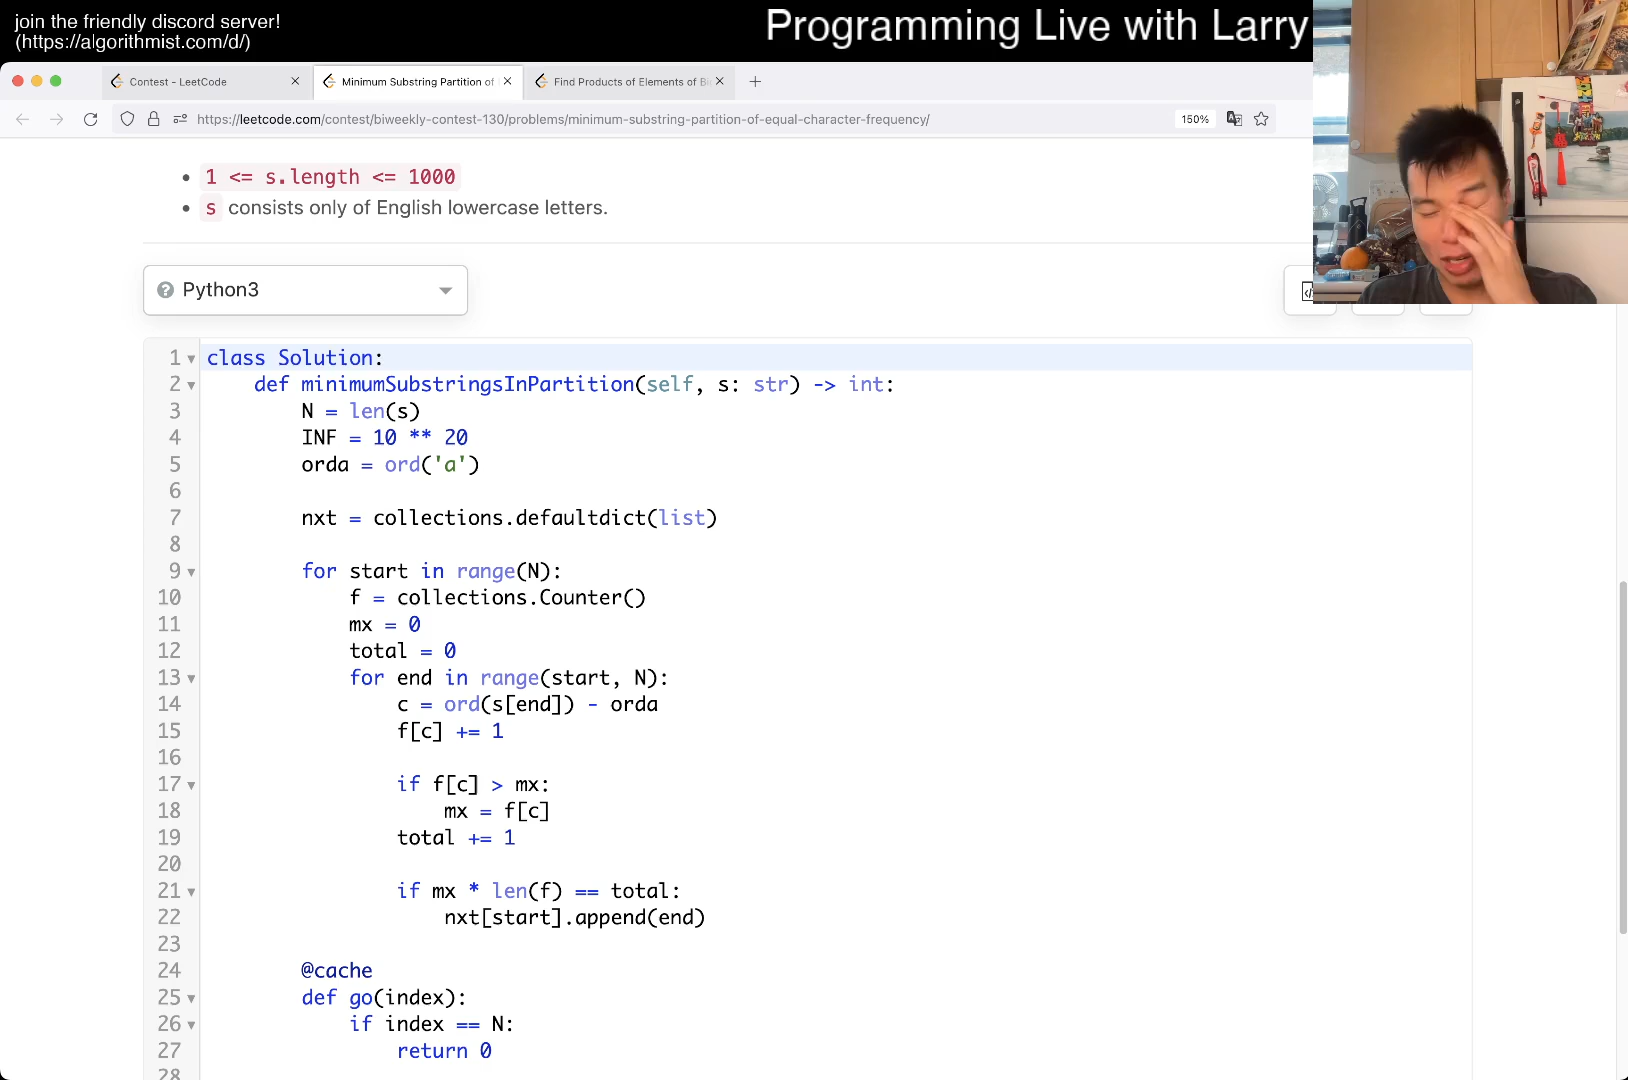 join the friendly discord server!
(https://algorithmist.com/d/)
Programming Live with Larry
Contest - LeetCode
Minimum Substring Partition of
Find Products of Elements of Bi
https://leetcode.com/contest/biweekly-contest-130/problems/minimum-substring-partition-of-equal-character-frequency/
150%
1 <= s.length <= 1000
s consists only of English lowercase letters.
Python3
1 class Solution:
2 def minimumSubstringsInPartition(self, s: str) -> int:
3 N = len(s)
4 INF = 10 ** 20
5 orda = ord('a')
6
7 nxt = collections.defaultdict(list)
8
9 for start in range(N):
10 f = collections.Counter()
11 mx = 0
12 total = 0
13 for end in range(start, N):
14 c = ord(s[end]) - orda
15 f[c] += 1
16
17 if f[c] > mx:
18 mx = f[c]
19 total += 1
20
21 if mx * len(f) == total:
22 nxt[start].append(end)
23
24 @cache
25 def go(index):
26 if index == N:
27 return 0
28